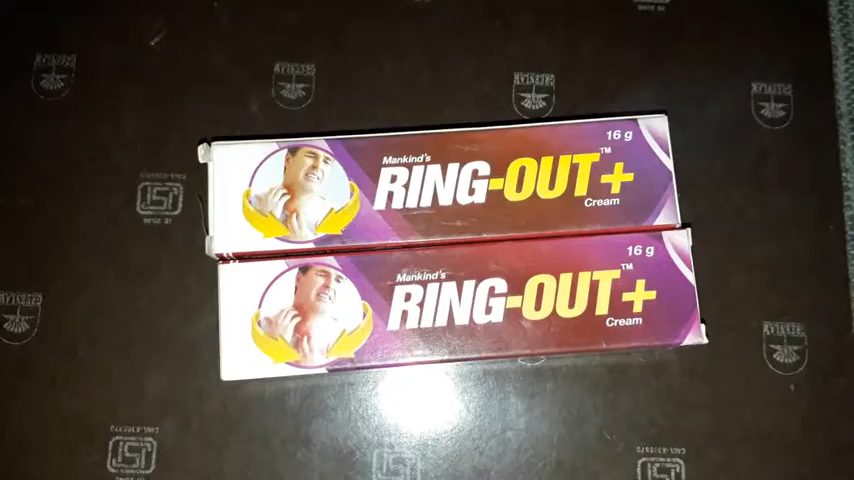 16 g
Mankind's
RING-OUT+
TM
Cream
16 g
Mankind's
RING-OUT+
TM
Cream